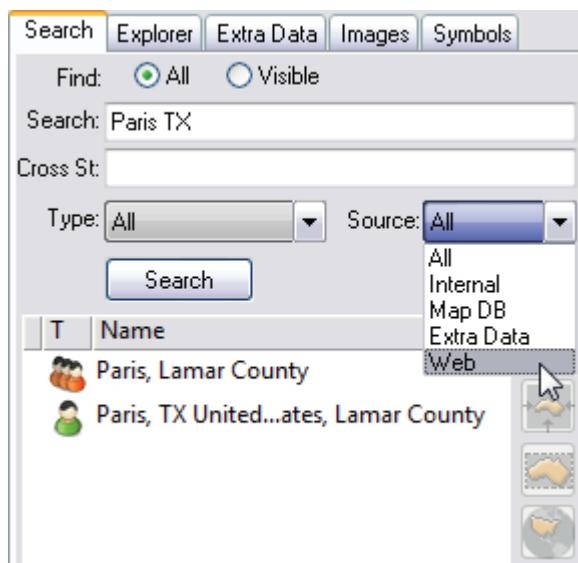 Search Explorer Extra Data Images Symbols
Find: All Visible
Search: Paris TX
Cross St:
Type: All Source: All
All
Internal
Map DB
Extra Data
Web
Search
T Name
Paris, Lamar County
Paris, TX United...ates, Lamar County